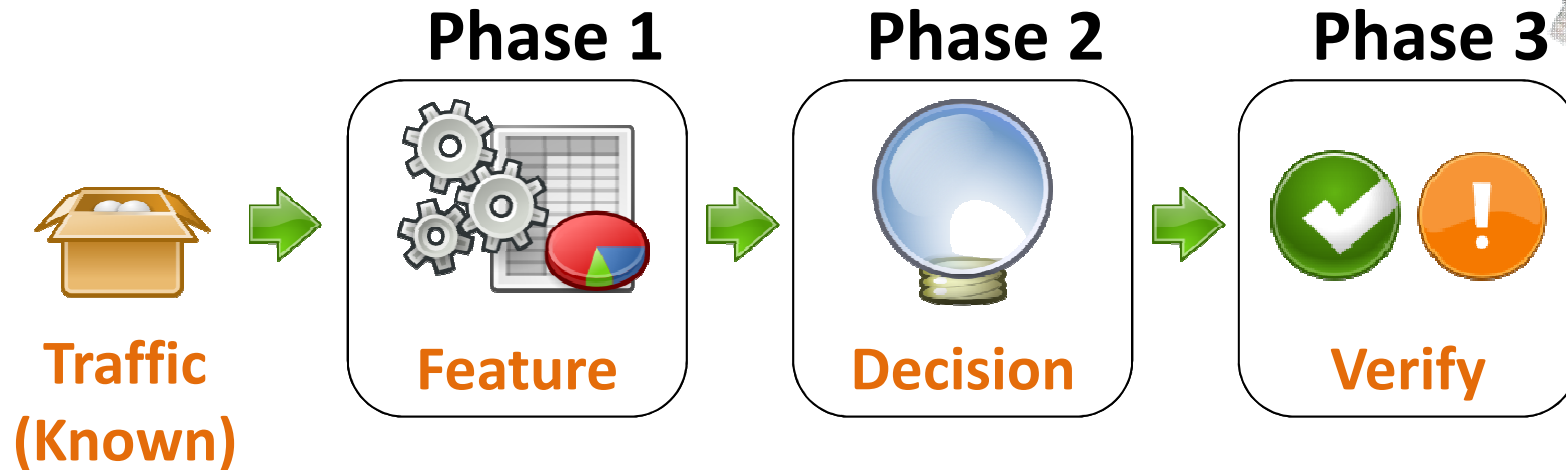 Phase 1
Phase 2
Phase 3
Traffic
(Known)
Feature
Decision
Verify